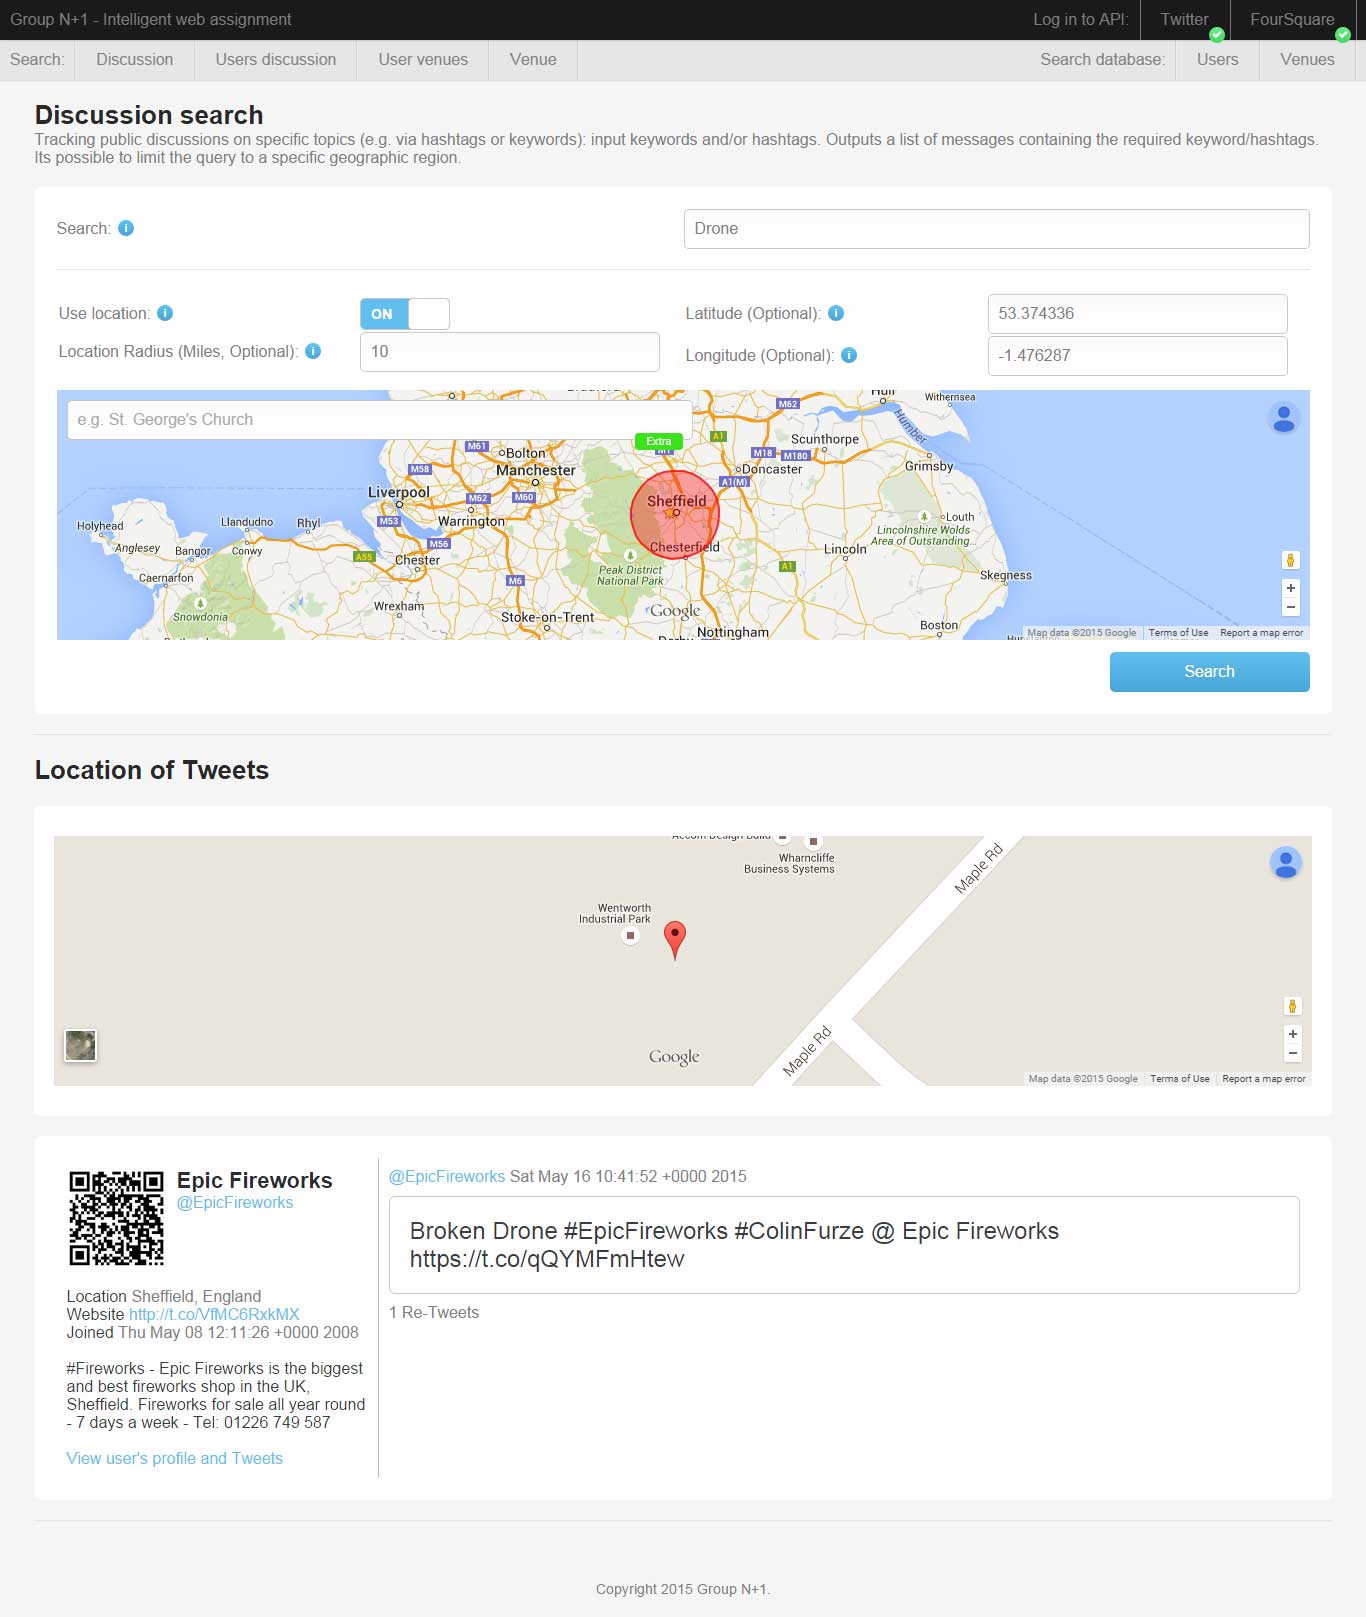 Group N+1 - Intelligent web assignment
Log in to API: Twitter FourSquare
Search: Discussion Users discussion User venues Venue
Search database: Users Venues
Discussion search
Tracking public discussions on specific topics (e.g. via hashtags or keywords): input keywords and/or hashtags. Outputs a list of messages containing the required keyword/hashtags.
Its possible to limit the query to a specific geographic region.
Search: Drone
Use location: ON
Latitude (Optional): 53.374336
Location Radius (Miles, Optional): 10
Longitude (Optional): -1.476287
e.g. St. George's Church
Extra
M62
Withernsea
Humber
A1
Scunthorpe
M61
Bolton
M1
M18
M180
Grimsby
M58
Manchester
Doncaster
A1(M)
Liverpool
M62
M60
Sheffield
Holyhead
Llandudno
Rhyl
M53
Warrington
Louth
Lincolnshire Wolds
Area of Outstanding...
Anglesey
Bangor
Conwy
A55
M56
Chester
Chesterfield
Lincoln
Peak District
National Park
A1
Caernarfon
M6
Skegness
Snowdonia
Wrexham
Stoke-on-Trent
Google
Nottingham
Boston
Map data ©2015 Google
Terms of Use
Report a map error
Search
Location of Tweets
Wharncliffe
Business Systems
Maple Rd
Wentworth
Industrial Park
Maple Rd
Google
Map data ©2015 Google
Terms of Use
Report a map error
Epic Fireworks
@EpicFireworks
Location Sheffield, England
Website http://t.co/VfMC6RxkMX
Joined Thu May 08 12:11:26 +0000 2008
#Fireworks - Epic Fireworks is the biggest
and best fireworks shop in the UK,
Sheffield. Fireworks for sale all year round
- 7 days a week - Tel: 01226 749 587
View user's profile and Tweets
@EpicFireworks Sat May 16 10:41:52 +0000 2015
Broken Drone #EpicFireworks #ColinFurze @ Epic Fireworks
https://t.co/qQYMFmHtew
1 Re-Tweets
Copyright 2015 Group N+1.